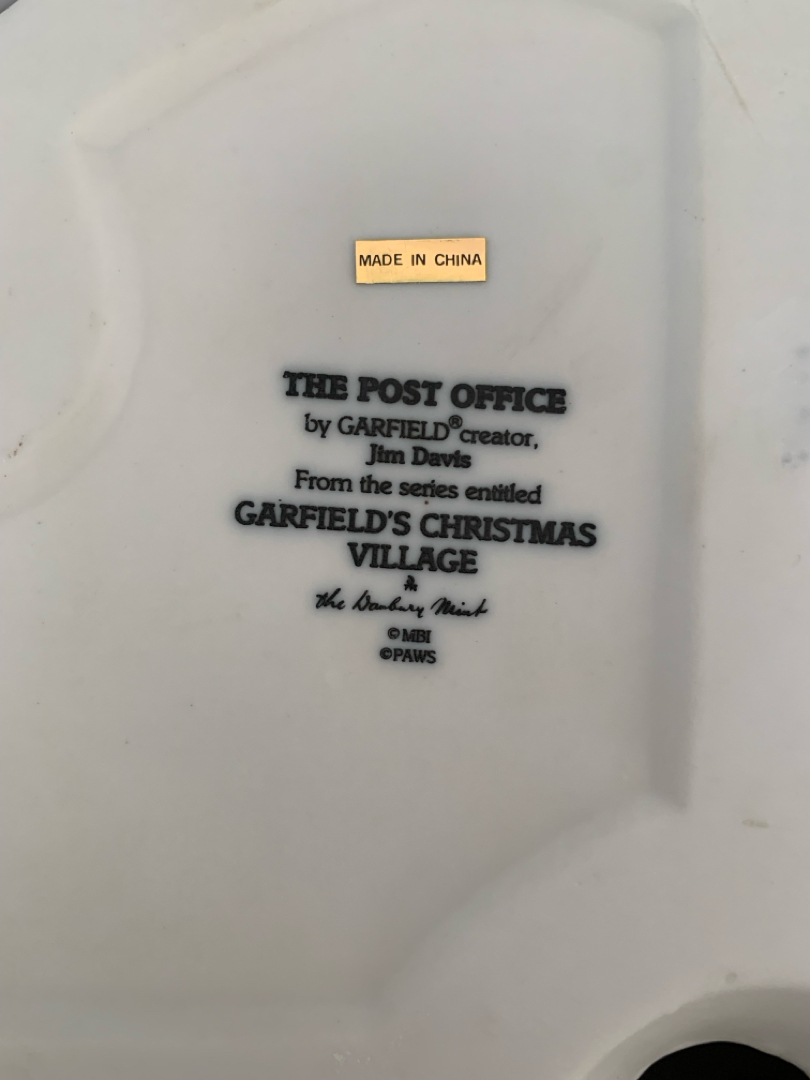 MADE IN CHINA
THE POST OFFICE
by GARFIELD® creator,
Jim Davis
From the series entitled
GARFIELD'S CHRISTMAS
VILLAGE
the Danbury Mint
©MBI
©PAWS